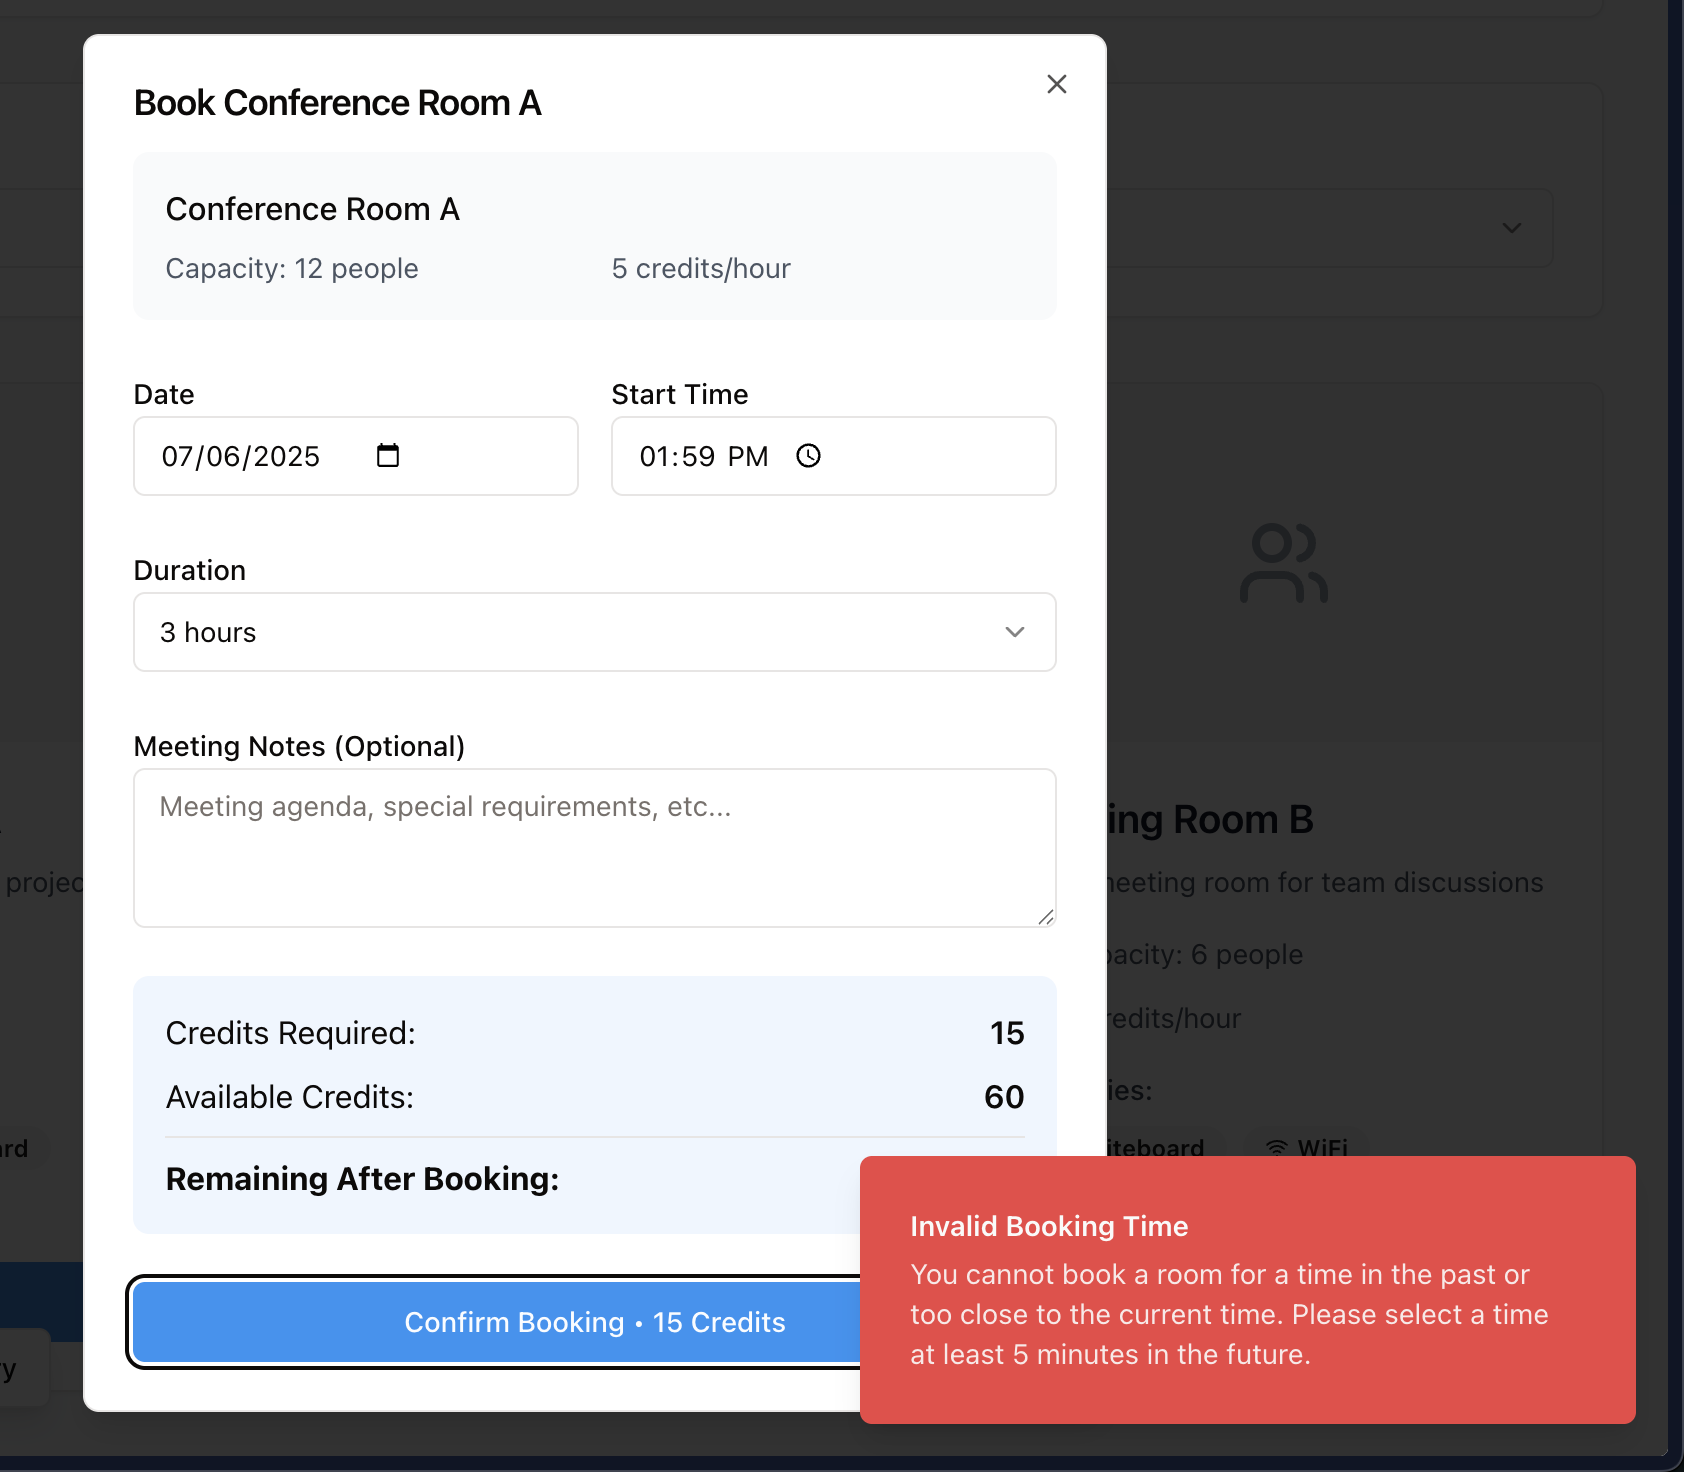 Book Conference Room A
Conference Room A
Capacity: 12 people
5 credits/hour
Date
Start Time
07/06/2025
01:59 PM
Duration
3 hours
Meeting Notes (Optional)
Meeting agenda, special requirements, etc...
Credits Required:
15
Available Credits:
60
Remaining After Booking:
Confirm Booking • 15 Credits
Invalid Booking Time
You cannot book a room for a time in the past or
too close to the current time. Please select a time
at least 5 minutes in the future.
ing Room B
meeting room for team discussions
pacity: 6 people
redits/hour
ies:
iteboard
WiFi
projec
rd
y